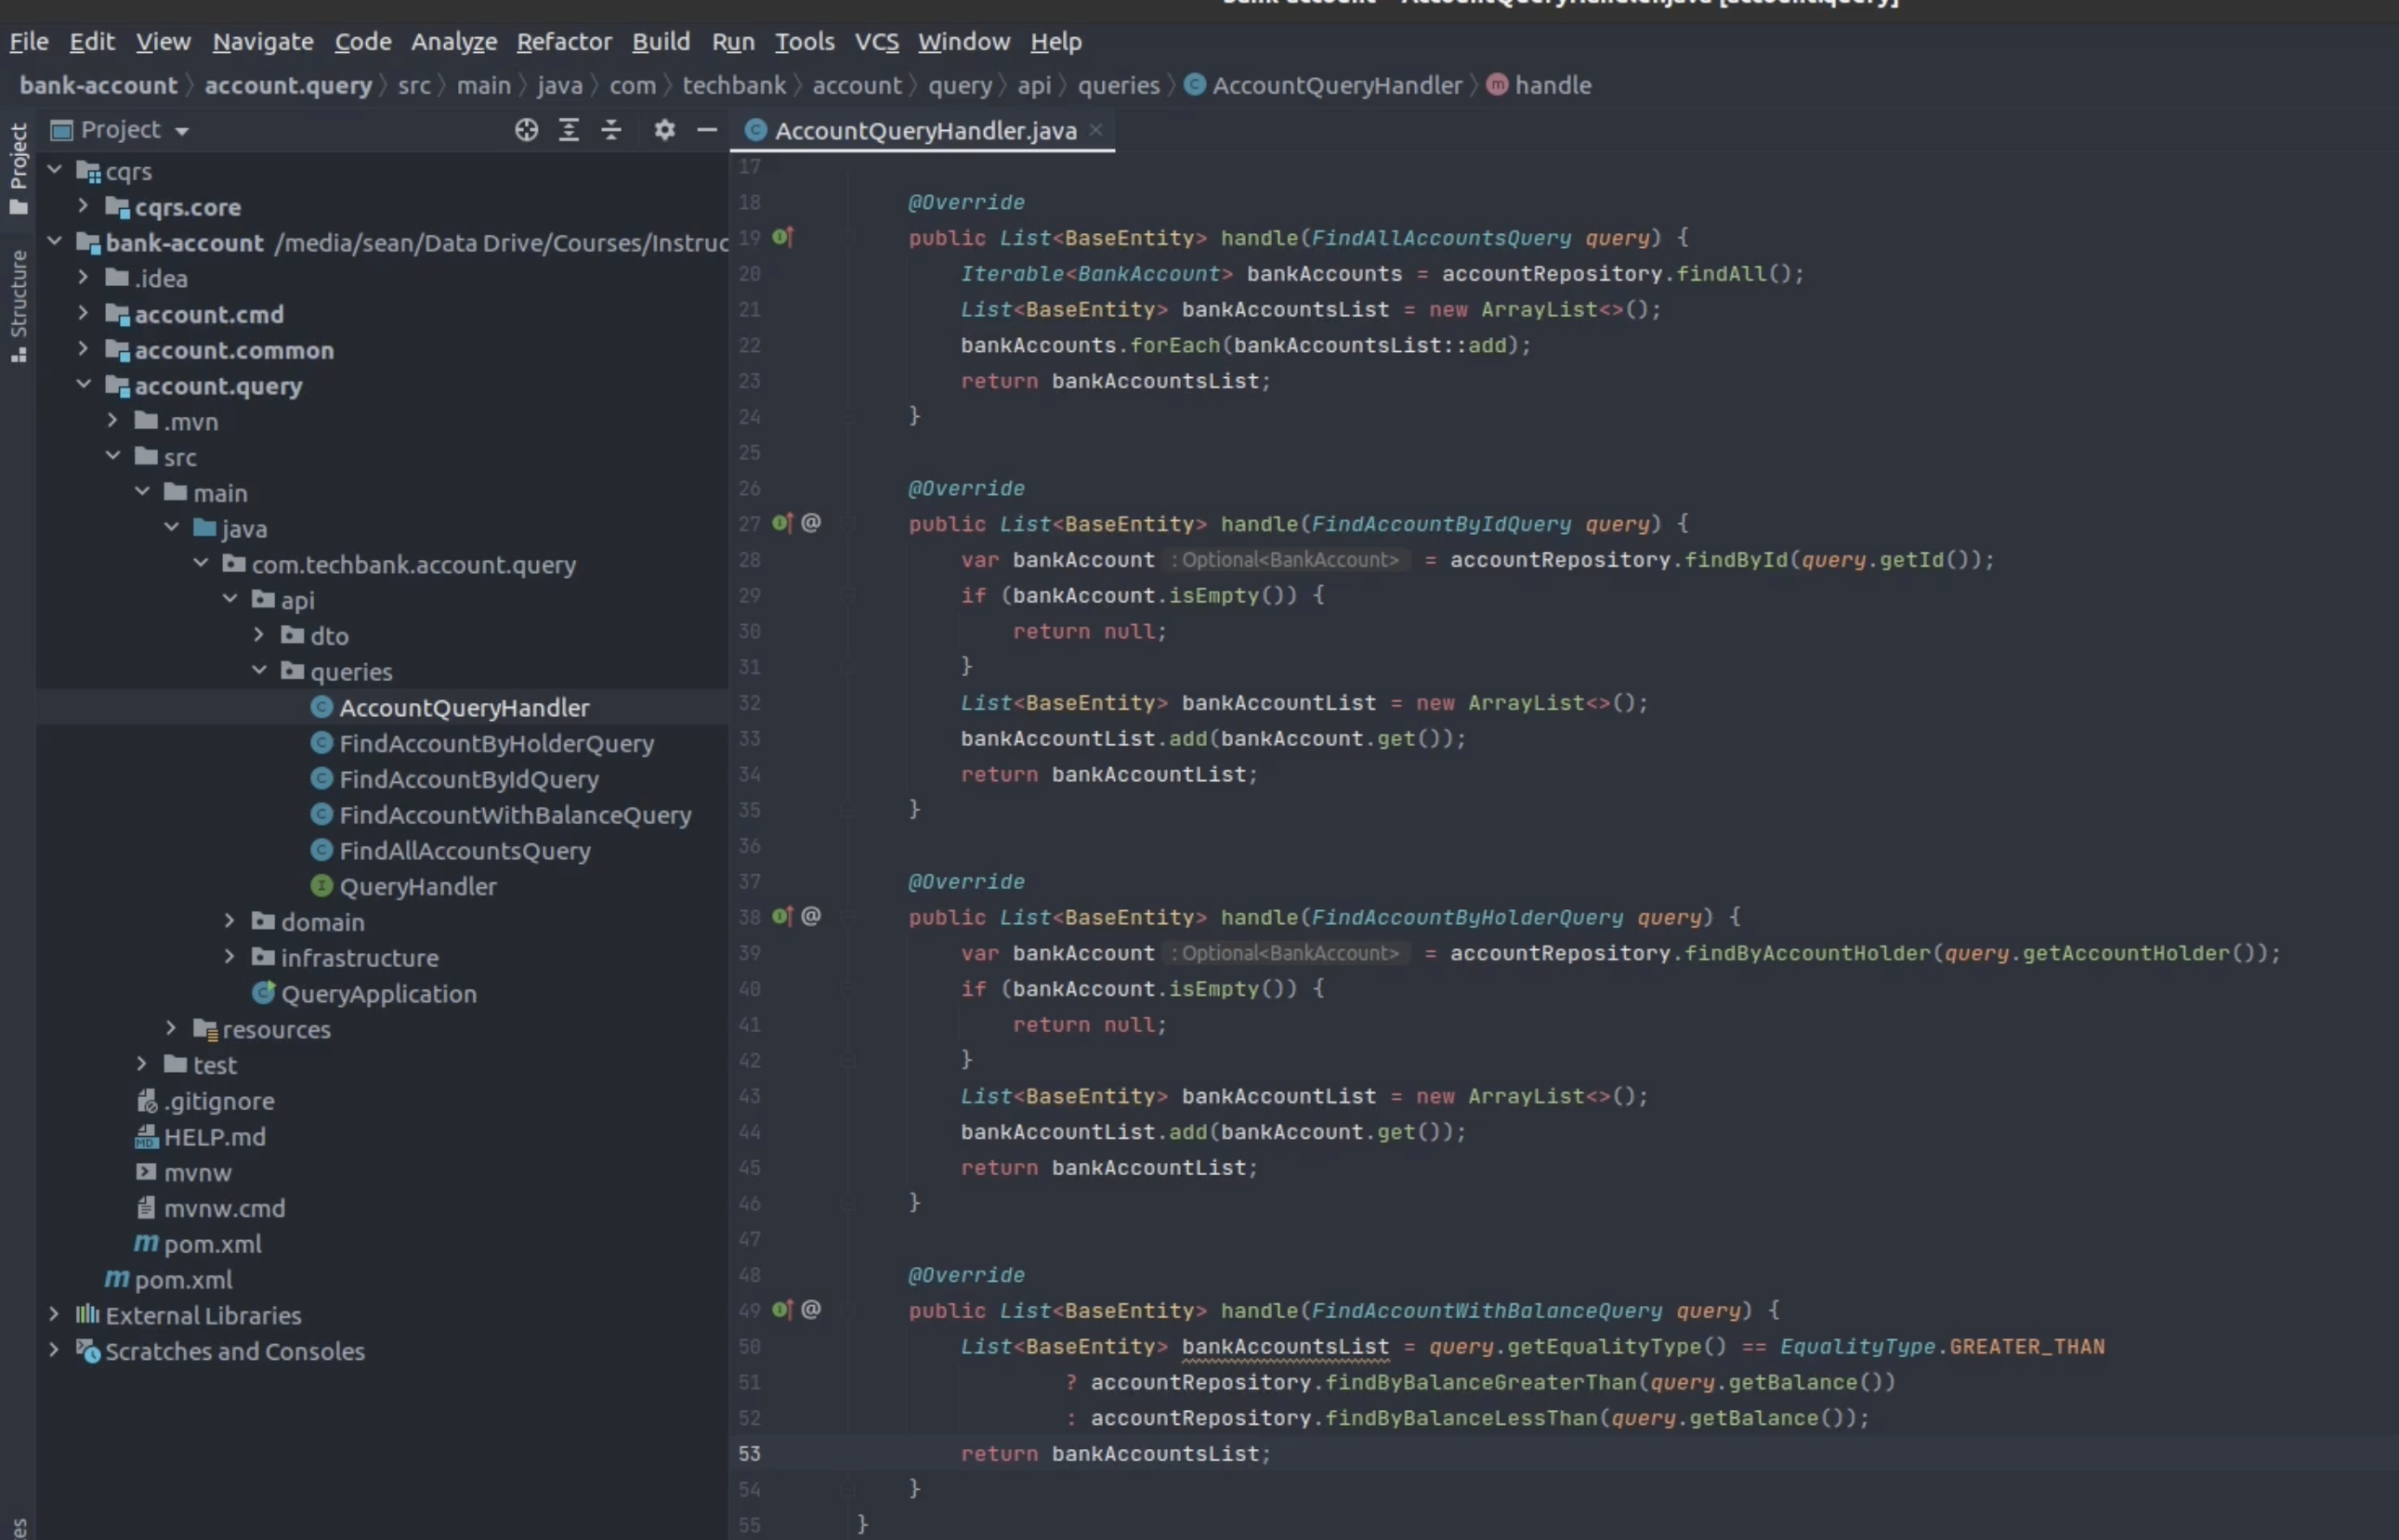 bank-account – AccountQueryHandler.java [account.query]
File Edit View Navigate Code Analyze Refactor Build Run Tools VCS Window Help
bank-account account.query src main java com techbank account query api queries AccountQueryHandler handle
Project
Structure
Project
cqrs
cqrs.core
bank-account /media/sean/Data Drive/Courses/Instruc
.idea
account.cmd
account.common
account.query
.mvn
src
main
java
com.techbank.account.query
api
dto
queries
AccountQueryHandler
FindAccountByHolderQuery
FindAccountByIdQuery
FindAccountWithBalanceQuery
FindAllAccountsQuery
QueryHandler
domain
infrastructure
QueryApplication
resources
test
.gitignore
HELP.md
mvnw
mvnw.cmd
pom.xml
pom.xml
External Libraries
Scratches and Consoles
AccountQueryHandler.java
17
18 @Override
19 public List<BaseEntity> handle(FindAllAccountsQuery query) {
20 Iterable<BankAccount> bankAccounts = accountRepository.findAll();
21 List<BaseEntity> bankAccountsList = new ArrayList<>();
22 bankAccounts.forEach(bankAccountsList::add);
23 return bankAccountsList;
24 }
25
26 @Override
27 @ public List<BaseEntity> handle(FindAccountByIdQuery query) {
28 var bankAccount : Optional<BankAccount> = accountRepository.findById(query.getId());
29 if (bankAccount.isEmpty()) {
30 return null;
31 }
32 List<BaseEntity> bankAccountList = new ArrayList<>();
33 bankAccountList.add(bankAccount.get());
34 return bankAccountList;
35 }
36
37 @Override
38 @ public List<BaseEntity> handle(FindAccountByHolderQuery query) {
39 var bankAccount : Optional<BankAccount> = accountRepository.findByAccountHolder(query.getAccountHolder());
40 if (bankAccount.isEmpty()) {
41 return null;
42 }
43 List<BaseEntity> bankAccountList = new ArrayList<>();
44 bankAccountList.add(bankAccount.get());
45 return bankAccountList;
46 }
47
48 @Override
49 @ public List<BaseEntity> handle(FindAccountWithBalanceQuery query) {
50 List<BaseEntity> bankAccountsList = query.getEqualityType() == EqualityType.GREATER_THAN
51 ? accountRepository.findByBalanceGreaterThan(query.getBalance())
52 : accountRepository.findByBalanceLessThan(query.getBalance());
53 return bankAccountsList;
54 }
55 }